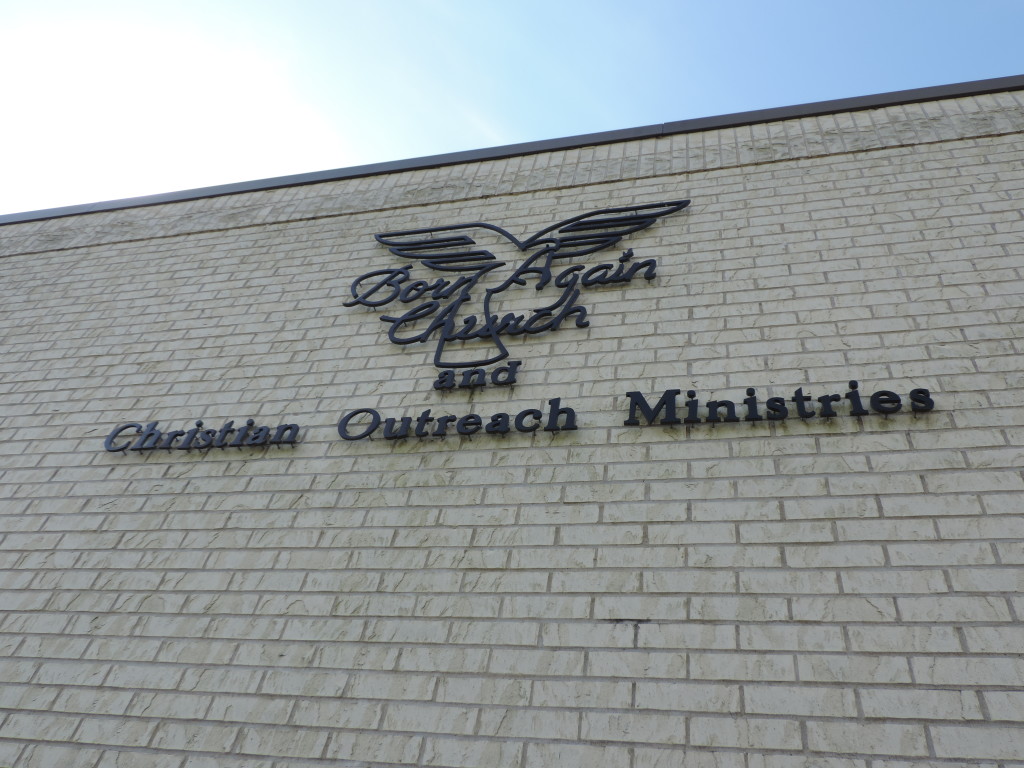 Born Again
Church
and
Christian Outreach Ministries